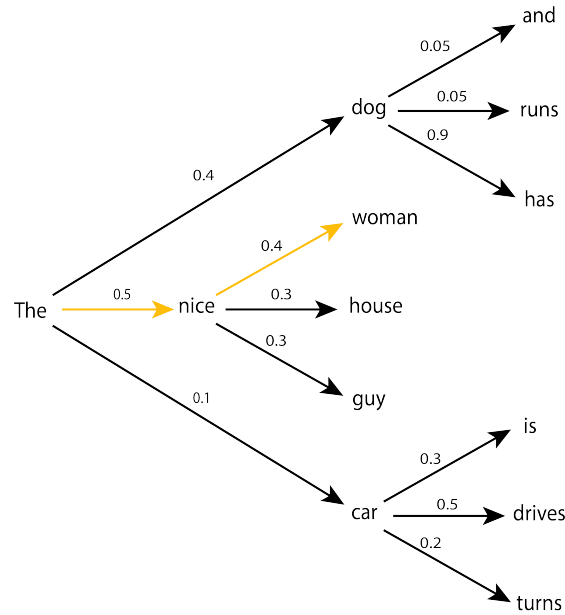 and
0.05
dog
0.05
runs
0.9
0.4
has
woman
0.4
The
0.5
nice
0.3
house
0.3
guy
0.1
is
0.3
car
0.5
drives
0.2
turns